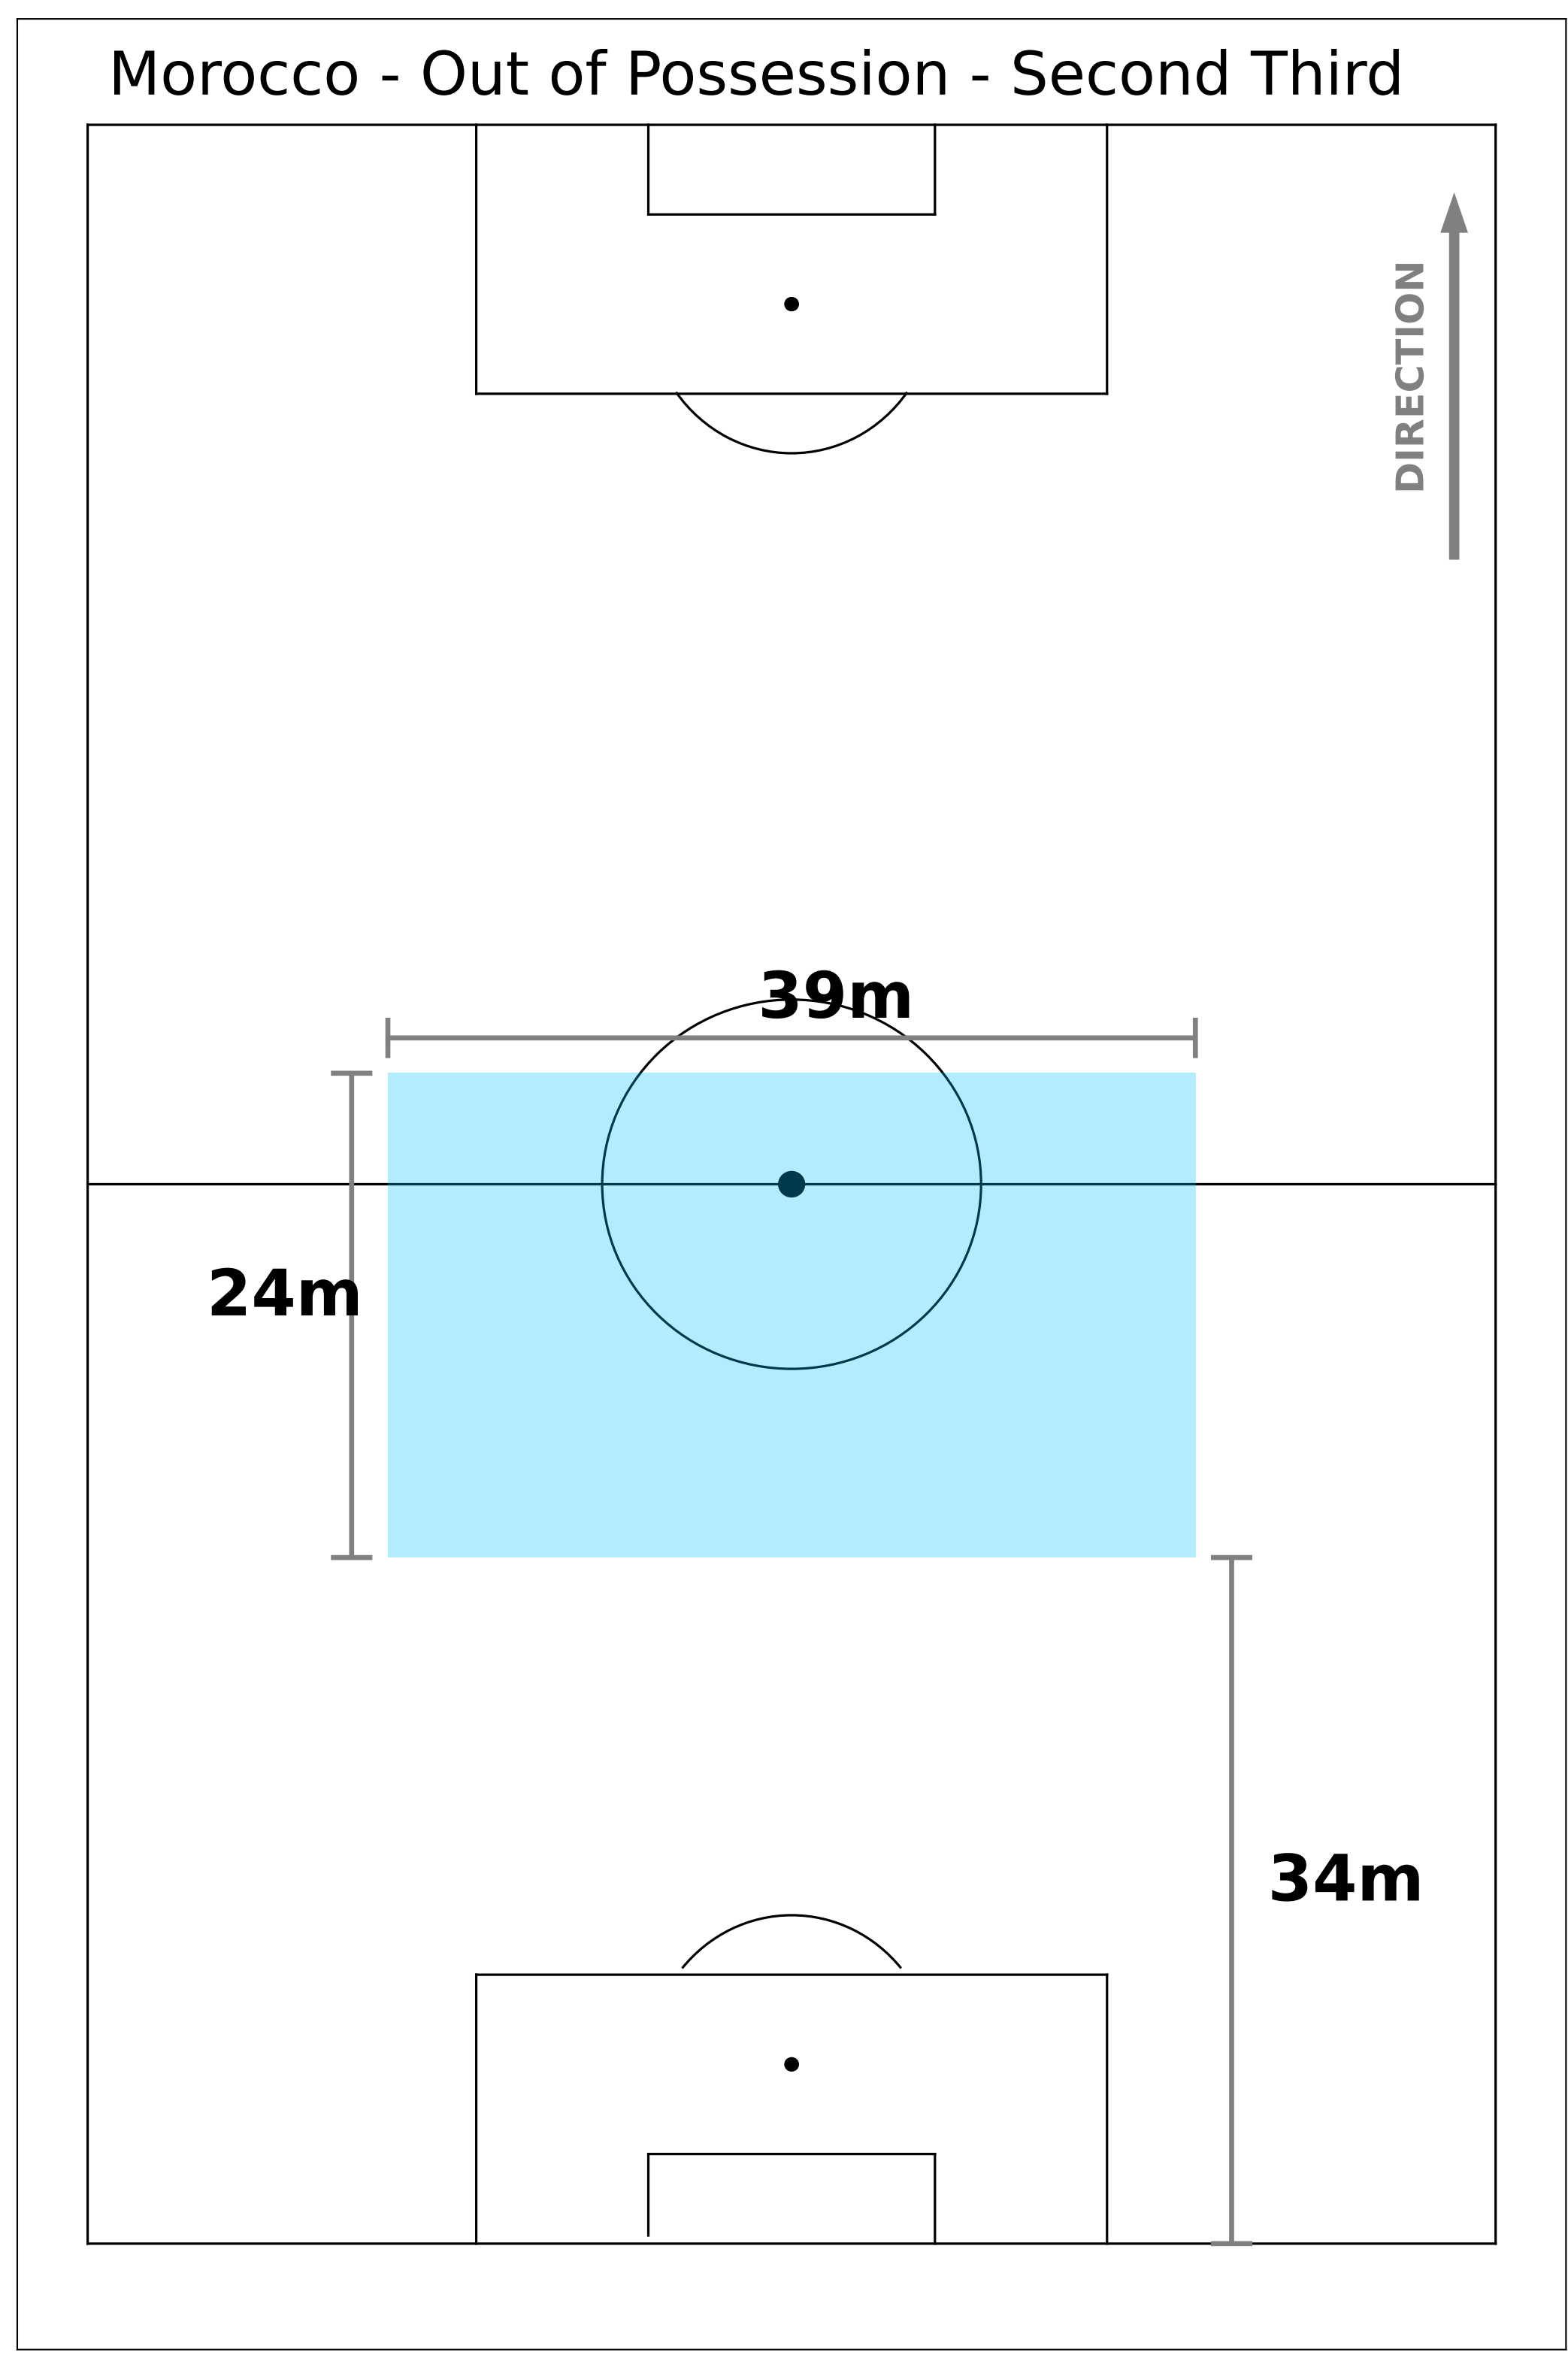 Morocco - Out of Possession - Second Third
DIRECTION
39m
24m
34m